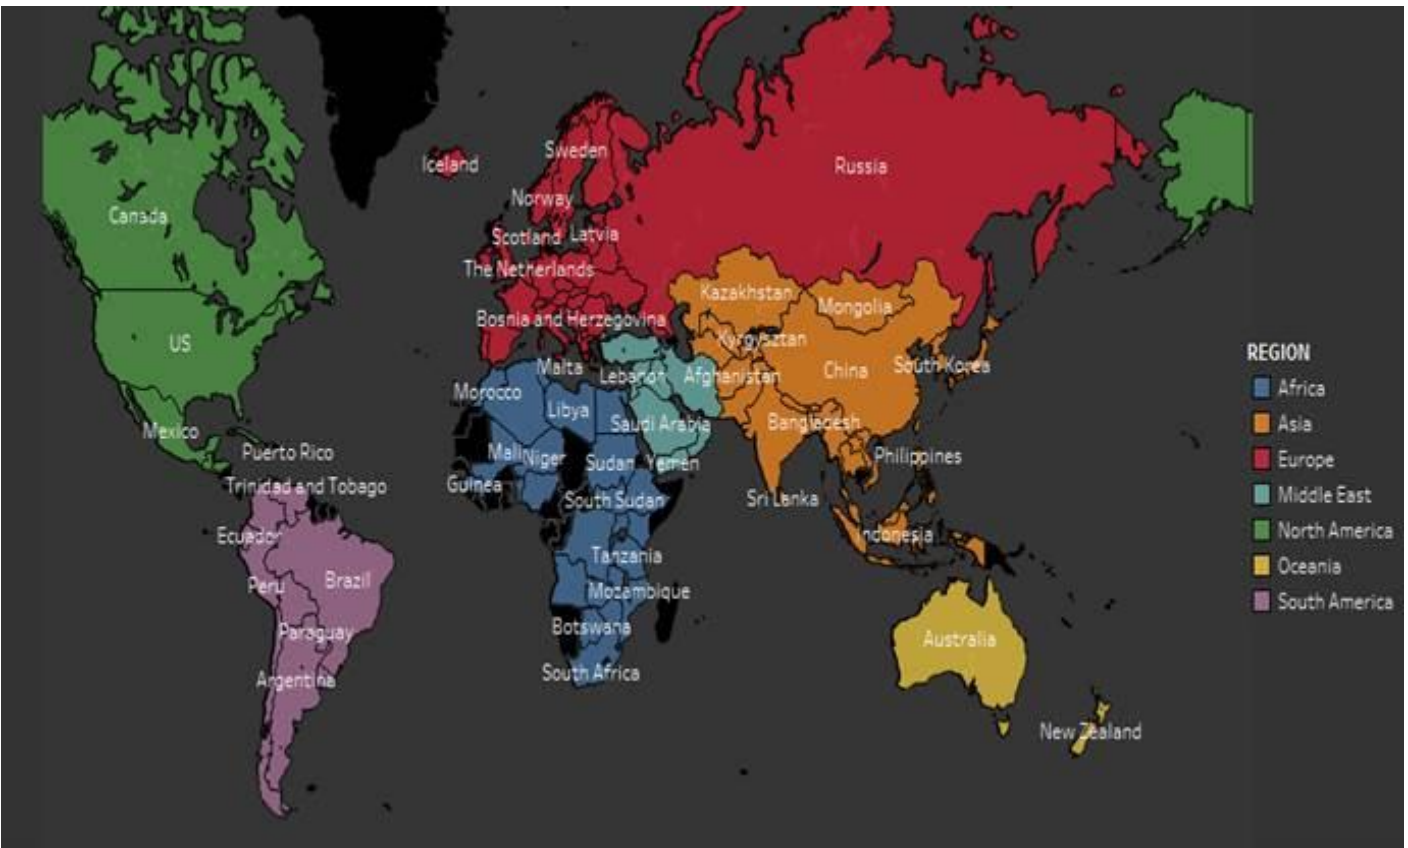 Iceland
Sweden
Russia
Norway
Canada
Scotland
Latvia
The Netherlands
Kazakhstan
Mongolia
Bosnia and Herzegovina
US
Kyrgyzstan
South Korea
Malta
Lebanon
Afghanistan
China
Morocco
Libya
Saudi Arabia
Bangladesh
Mexico
Puerto Rico
Mali
Niger
Sudan
Yemen
Philippines
Guinea
Trinidad and Tobago
South Sudan
Sri Lanka
Ecuador
Indonesia
Tanzania
Peru
Brazil
Mozambique
Botswana
Paraguay
Australia
South Africa
Argentina
New Zealand
REGION
Africa
Asia
Europe
Middle East
North America
Oceania
South America